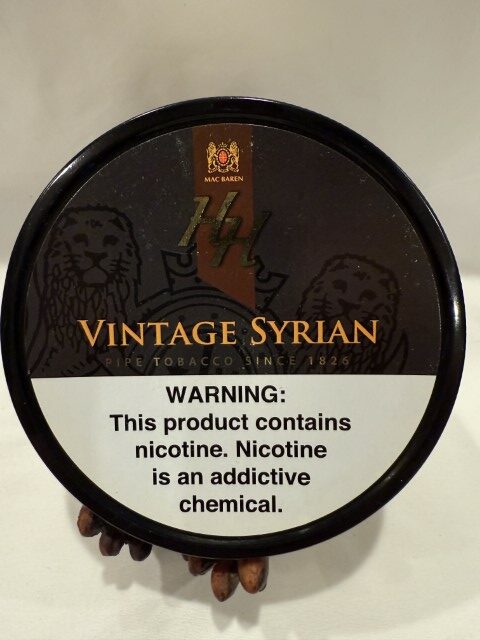 MAC BAREN
HH
VINTAGE SYRIAN
PIPE TOBACCO SINCE 1826
WARNING:
This product contains
nicotine. Nicotine
is an addictive
chemical.